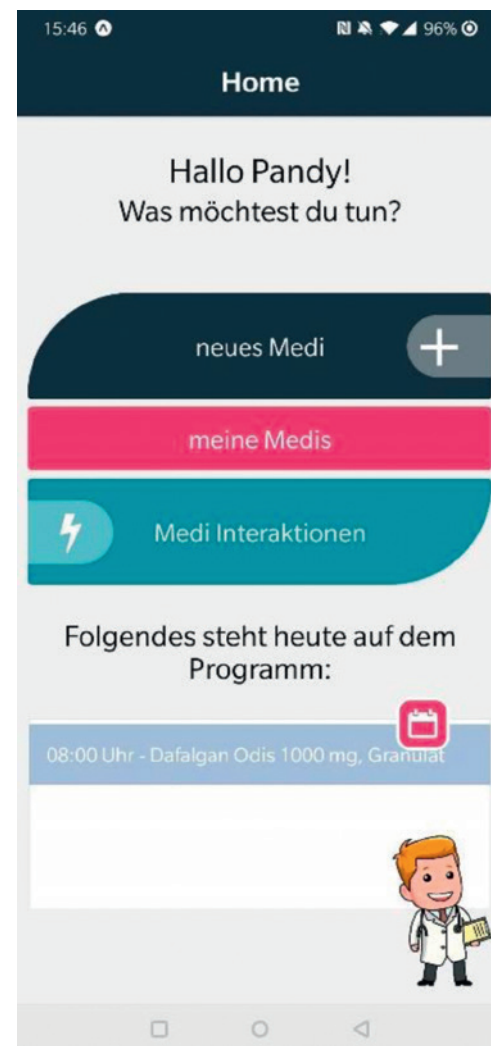 15:46 96%
Home
Hallo Pandy!
Was möchtest du tun?
neues Medi
meine Medis
Medi Interaktionen
Folgendes steht heute auf dem
Programm:
08:00 Uhr - Dafalgan Odis 1000 mg, Granulat